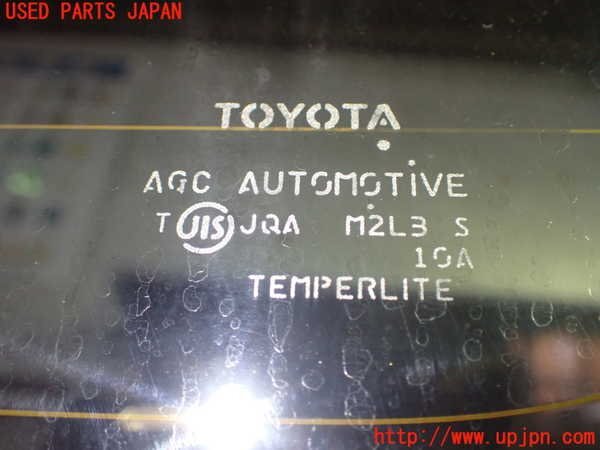 USED PARTS JAPAN
TOYOTA
AGC AUTOMOTIVE
T JIS JQA M2L3 S
10A
TEMPERLITE
http://www.upjpn.com